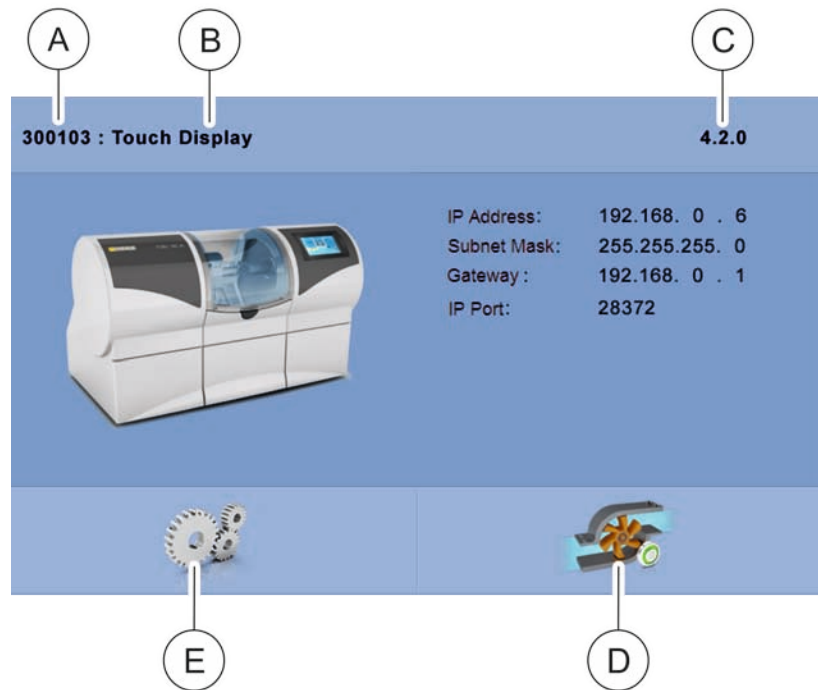 A B C
300103 : Touch Display 4.2.0
IP Address: 192.168. 0 . 6
Subnet Mask: 255.255.255. 0
Gateway : 192.168. 0 . 1
IP Port: 28372
E D